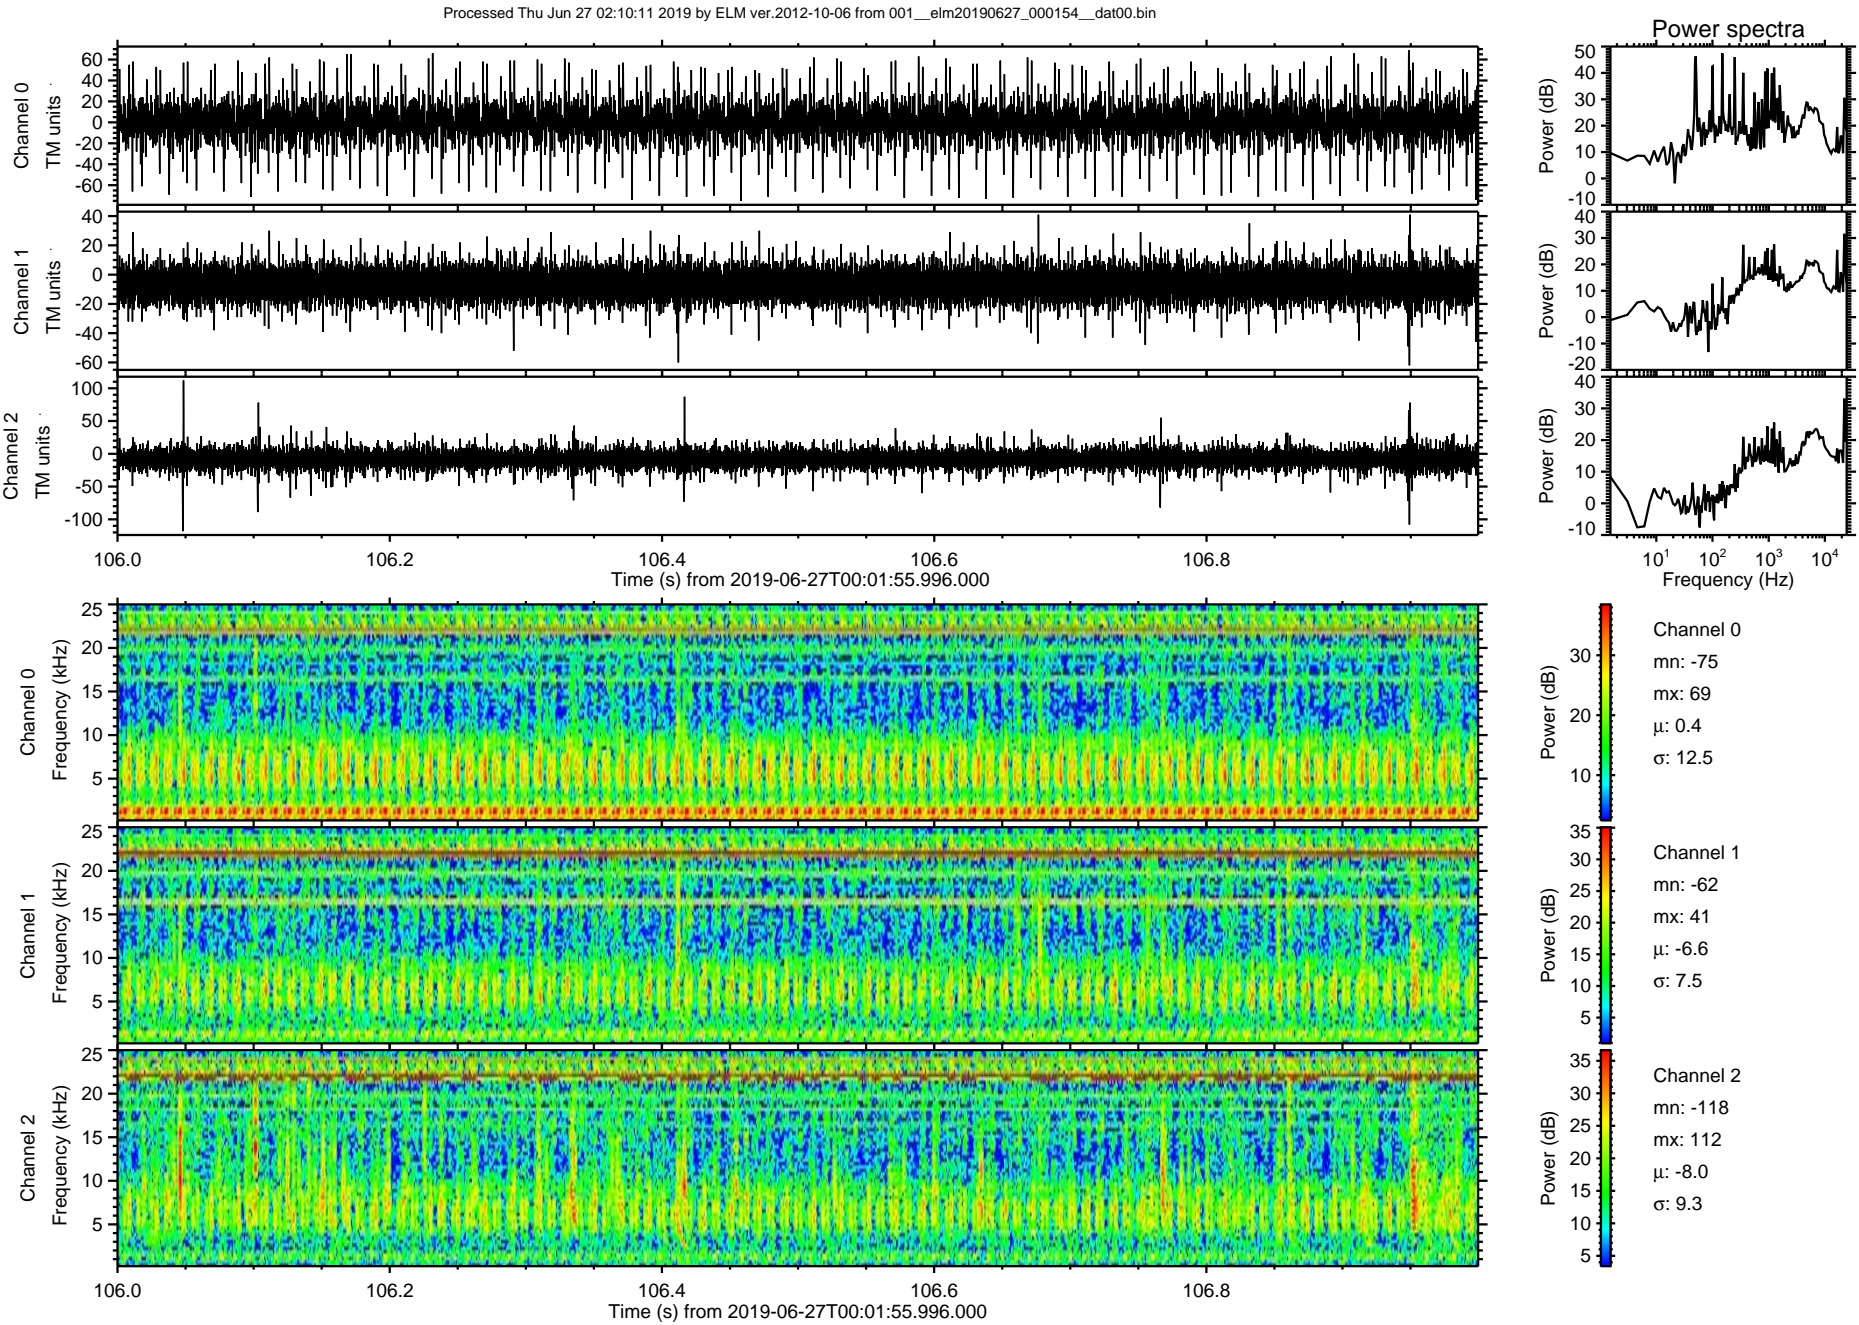 Processed Thu Jun 27 02:10:11 2019 by ELM ver.2012-10-06 from 001__elm20190627_000154__dat00.bin
Power spectra
Channel 0
TM units
60
40
20
0
-20
-40
-60
Power (dB)
50
40
30
20
10
0
-10
Channel 1
TM units
40
20
0
-20
-40
-60
Power (dB)
40
30
20
10
0
-10
-20
Channel 2
TM units
100
50
0
-50
-100
Power (dB)
40
30
20
10
0
-10
106.0 106.2 106.4 106.6 106.8
Time (s) from 2019-06-27T00:01:55.996.000
10¹ 10² 10³ 10⁴
Frequency (Hz)
Channel 0
Frequency (kHz)
25
20
15
10
5
Power (dB)
30
20
10
Channel 0
mn: -75
mx: 69
μ: 0.4
σ: 12.5
Channel 1
Frequency (kHz)
25
20
15
10
5
Power (dB)
35
30
25
20
15
10
5
Channel 1
mn: -62
mx: 41
μ: -6.6
σ: 7.5
Channel 2
Frequency (kHz)
25
20
15
10
5
Power (dB)
35
30
25
20
15
10
5
Channel 2
mn: -118
mx: 112
μ: -8.0
σ: 9.3
106.0 106.2 106.4 106.6 106.8
Time (s) from 2019-06-27T00:01:55.996.000